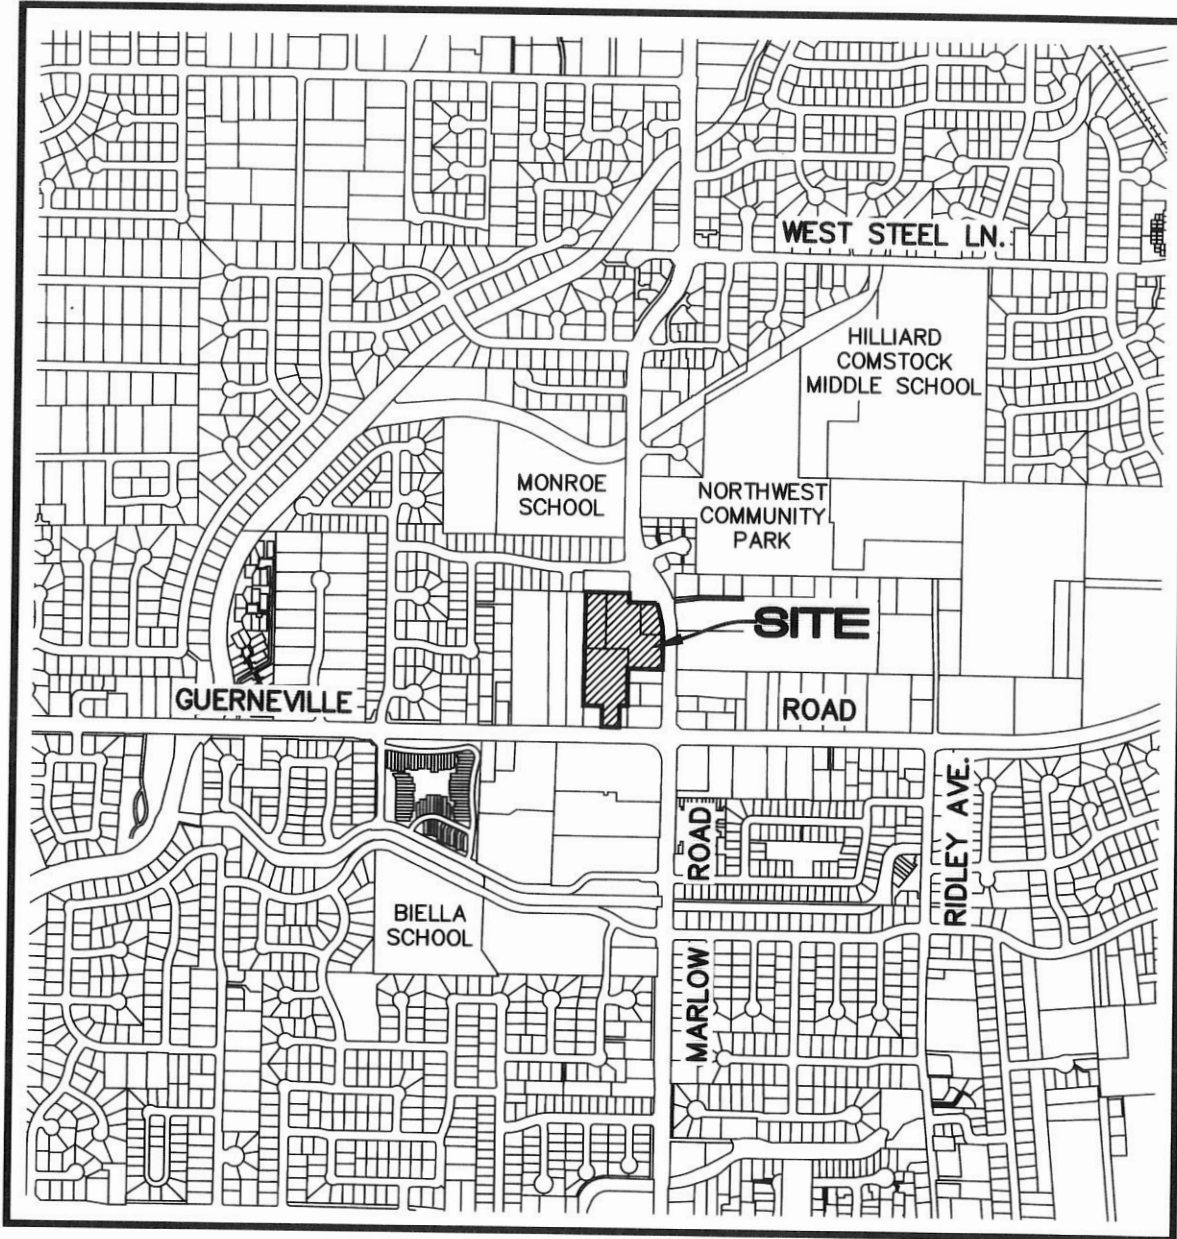 WEST STEEL LN.
HILLIARD
COMSTOCK
MIDDLE SCHOOL
MONROE
SCHOOL
NORTHWEST
COMMUNITY
PARK
SITE
GUERNEVILLE
ROAD
ROAD
RIDLEY AVE.
BIELLA
SCHOOL
MARLOW